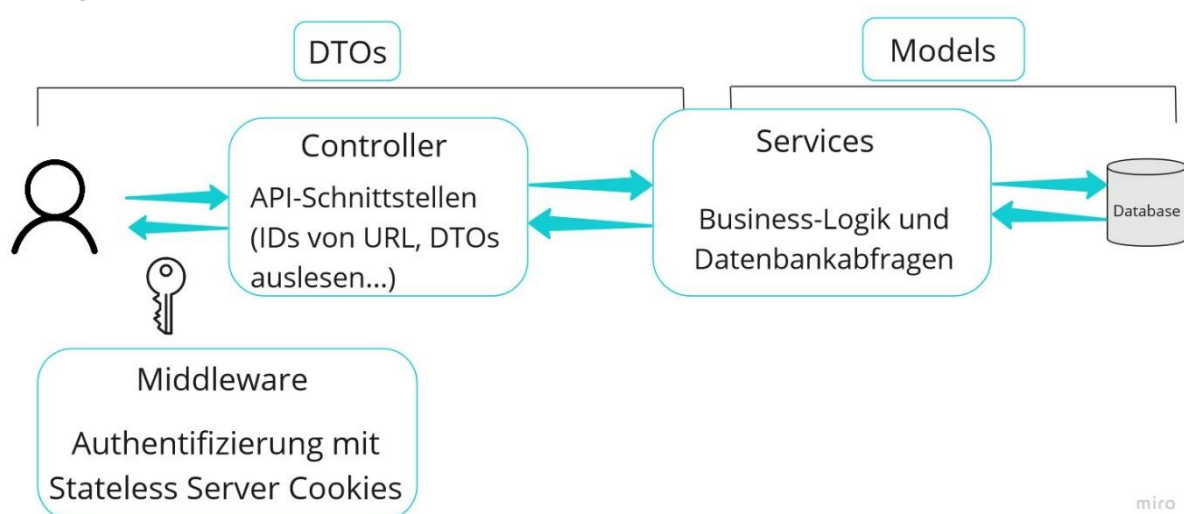 DTOs
Models
Controller
API-Schnittstellen
(IDs von URL, DTOs
auslesen...)
Services
Business-Logik und
Datenbankabfragen
Database
Middleware
Authentifizierung mit
Stateless Server Cookies
miro